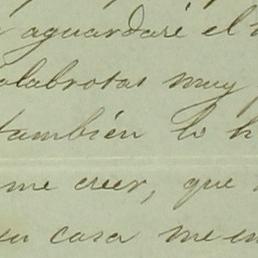 aguardaré el
palabrotas muy
también lo h
me creer, que
su casa me